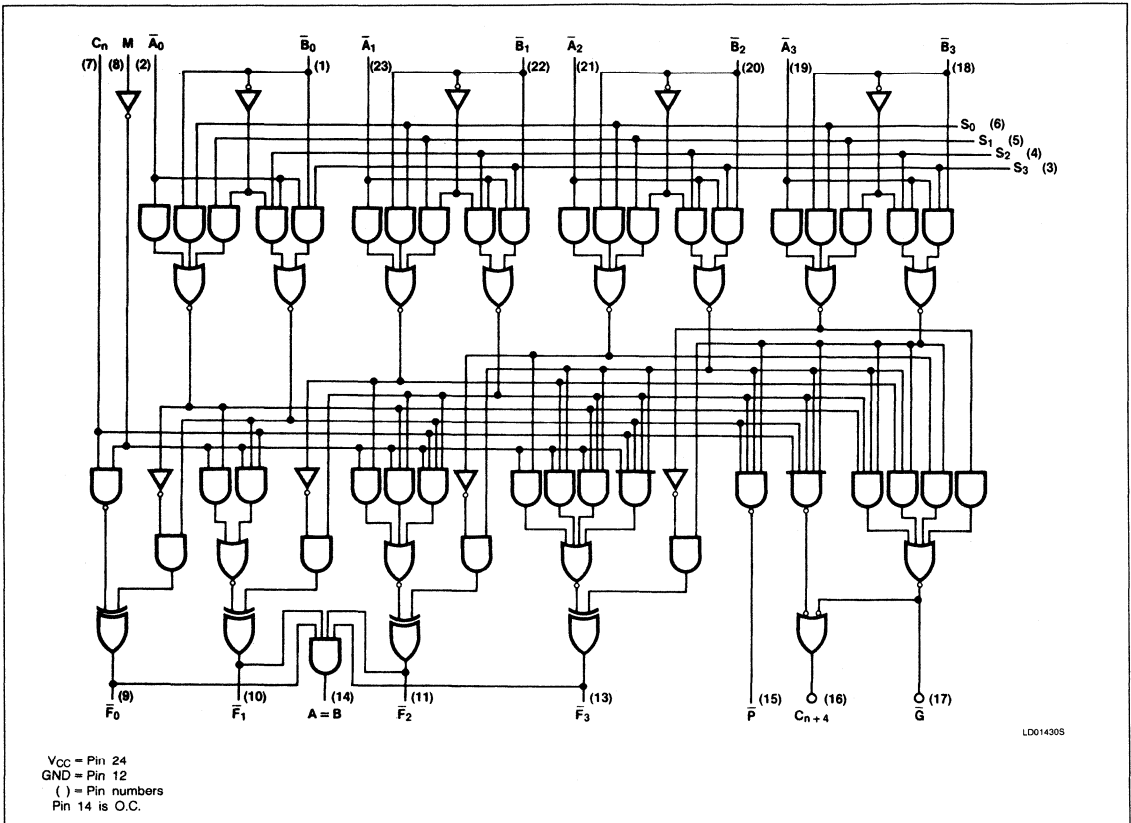 Cn M A̅0 B̅0 A̅1 B̅1 A̅2 B̅2 A̅3 B̅3
(7) (8) (2) (1) (23) (22) (21) (20) (19) (18)
S0 (6)
S1 (5)
S2 (4)
S3 (3)
(9) (10) (14) (11) (13) (15) (16) (17)
F̅0 F̅1 A = B F̅2 F̅3 P̅ Cn + 4 G̅
LD01430S
VCC = Pin 24
GND = Pin 12
( ) = Pin numbers
Pin 14 is O.C.